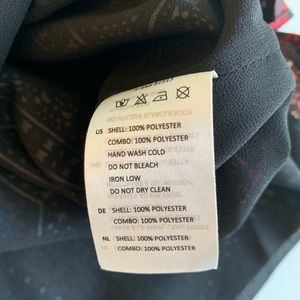 US SHELL: 100% POLYESTER
COMBO: 100% POLYESTER
HAND WASH COLD
DO NOT BLEACH
IRON LOW
DO NOT DRY CLEAN
DE SHELL: 100% POLYESTER
COMBO: 100% POLYESTER
NL SHELL: 100% POLYESTER
COMBO: 100% POLYESTER